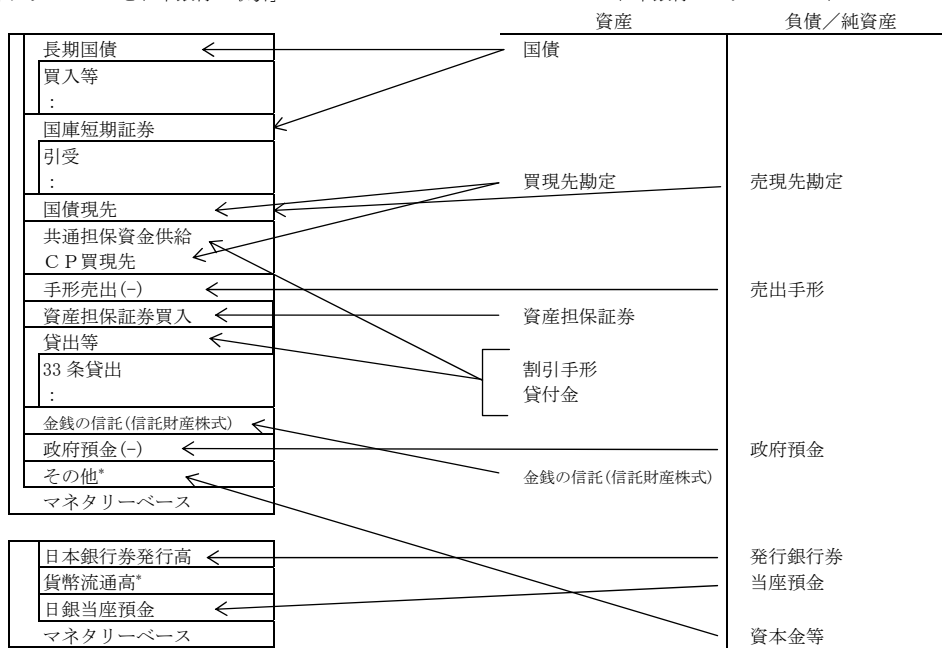 資産
負債／純資産
長期国債
国債
買入等
：
国庫短期証券
引受
：
買現先勘定
売現先勘定
国債現先
共通担保資金供給
ＣＰ買現先
手形売出(−)
売出手形
資産担保証券買入
資産担保証券
貸出等
33 条貸出
：
割引手形
貸付金
金銭の信託(信託財産株式)
政府預金(−)
政府預金
その他*
金銭の信託(信託財産株式)
マネタリーベース
日本銀行券発行高
発行銀行券
貨幣流通高*
当座預金
日銀当座預金
マネタリーベース
資本金等